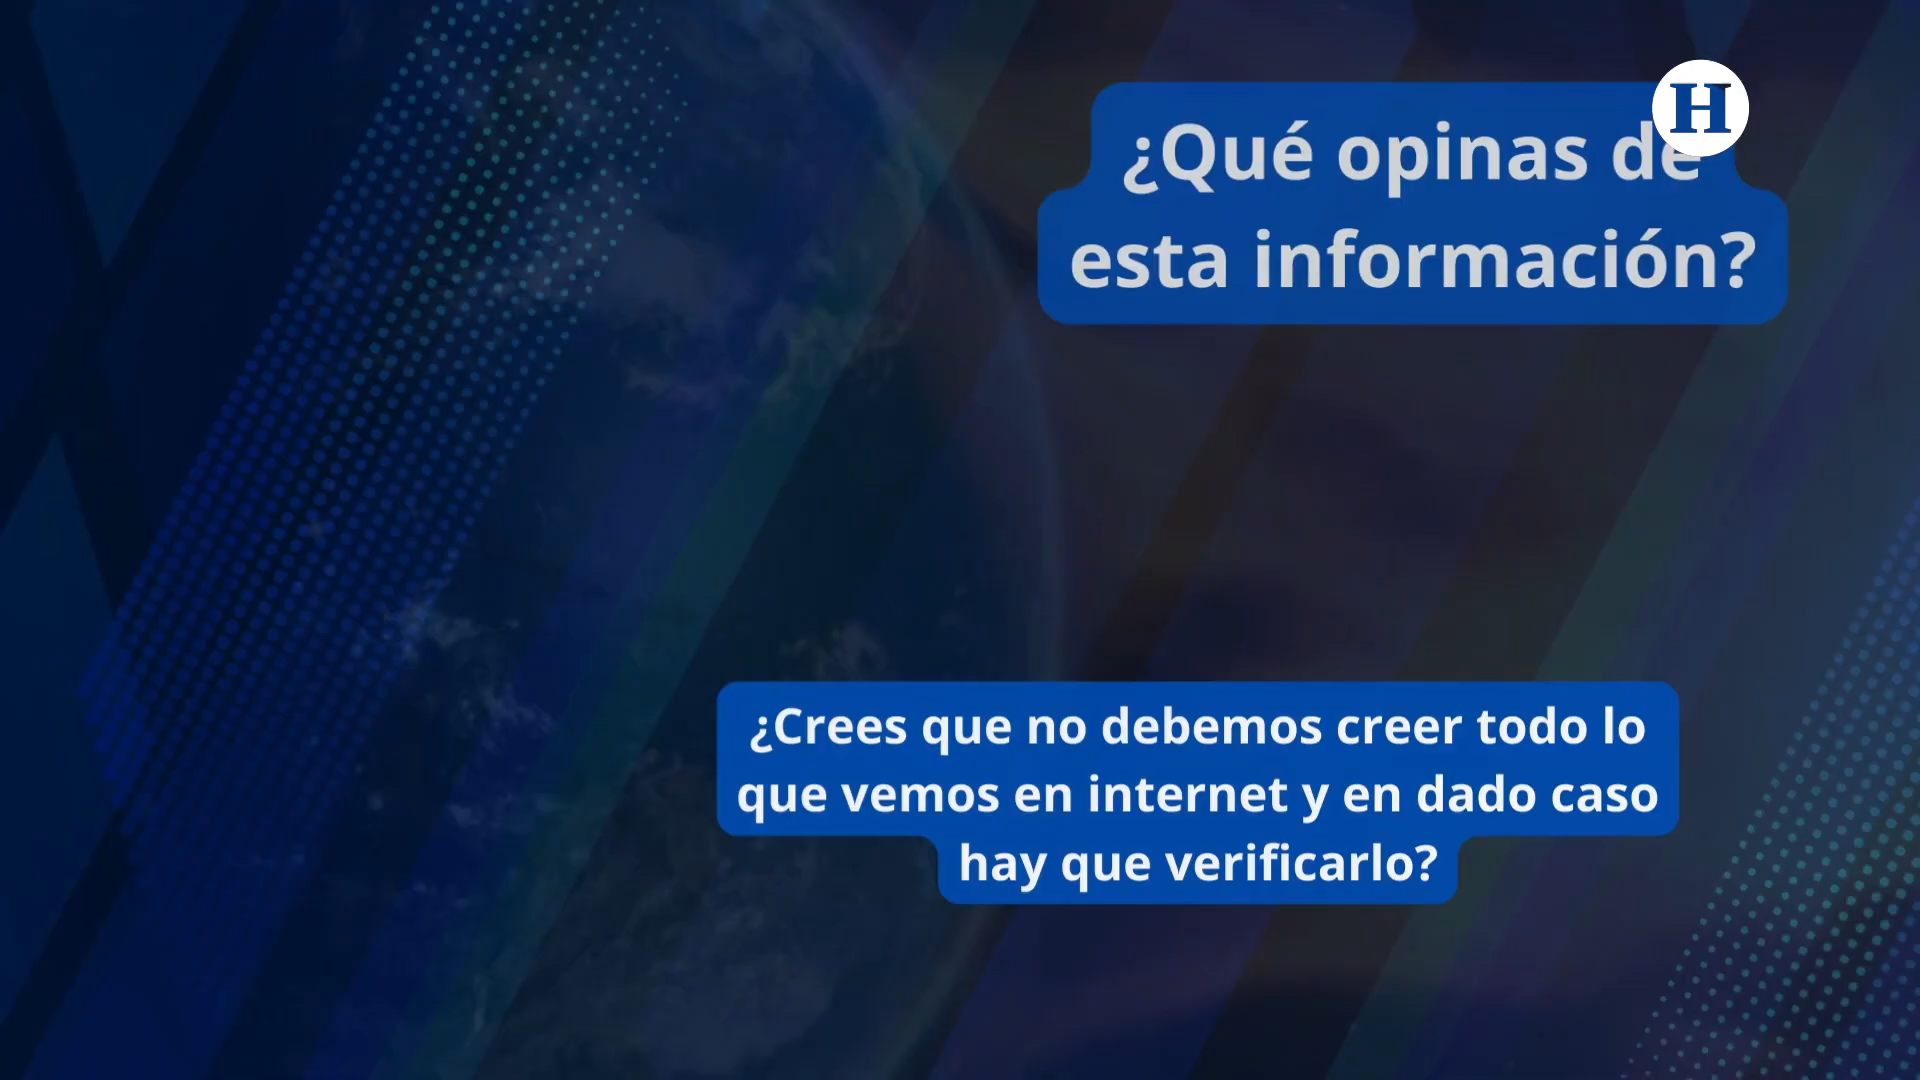 H
¿Qué opinas de
esta información?
¿Crees que no debemos creer todo lo
que vemos en internet y en dado caso
hay que verificarlo?